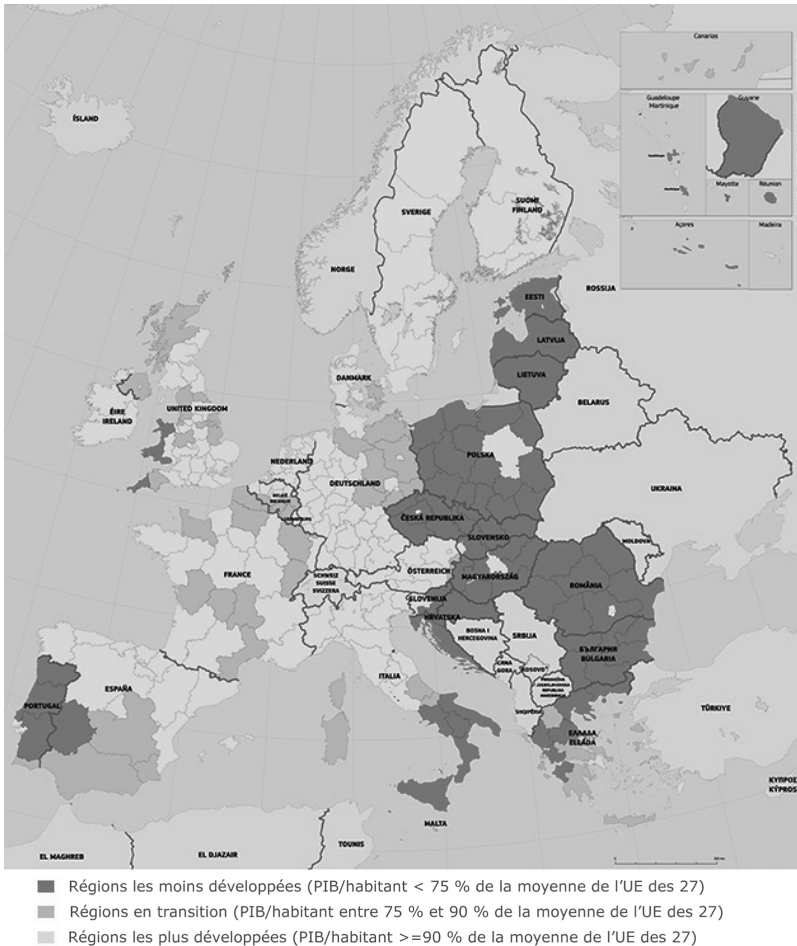 Canarias
Guadeloupe
Martinique
Guyane
Mayotte
Réunion
Açores
Madeira
ÍSLAND
SVERIGE
SUOMI
FINLAND
NORGE
ROSSIJA
EESTI
LATVIJA
LIETUVA
BELARUS
DANMARK
ÉIRE
IRELAND
UNITED KINGDOM
NEDERLAND
DEUTSCHLAND
POLSKA
UKRAINA
ČESKÁ REPUBLIKA
SLOVENSKO
MOLDOVA
FRANCE
SCHWEIZ
SUISSE
SVIZZERA
ÖSTERREICH
MAGYARORSZÁG
ROMÂNIA
SLOVENIJA
HRVATSKA
BOSNA I
HERCEGOVINA
SRBIJA
БЪЛГАРИЯ
BULGARIA
CRNA
GORA
"KOSOVO"
ITALIA
ESPAÑA
PORTUGAL
SHQIPËRIA
ΕΛΛΑΔΑ
ELLÁDA
TÜRKIYE
ΚΥΠΡΟΣ
KÝPROS
MALTA
EL MAGHREB
EL DJAZAIR
TOUNIS
Régions les moins développées (PIB/habitant < 75 % de la moyenne de l'UE des 27)
Régions en transition (PIB/habitant entre 75 % et 90 % de la moyenne de l'UE des 27)
Régions les plus développées (PIB/habitant >=90 % de la moyenne de l'UE des 27)